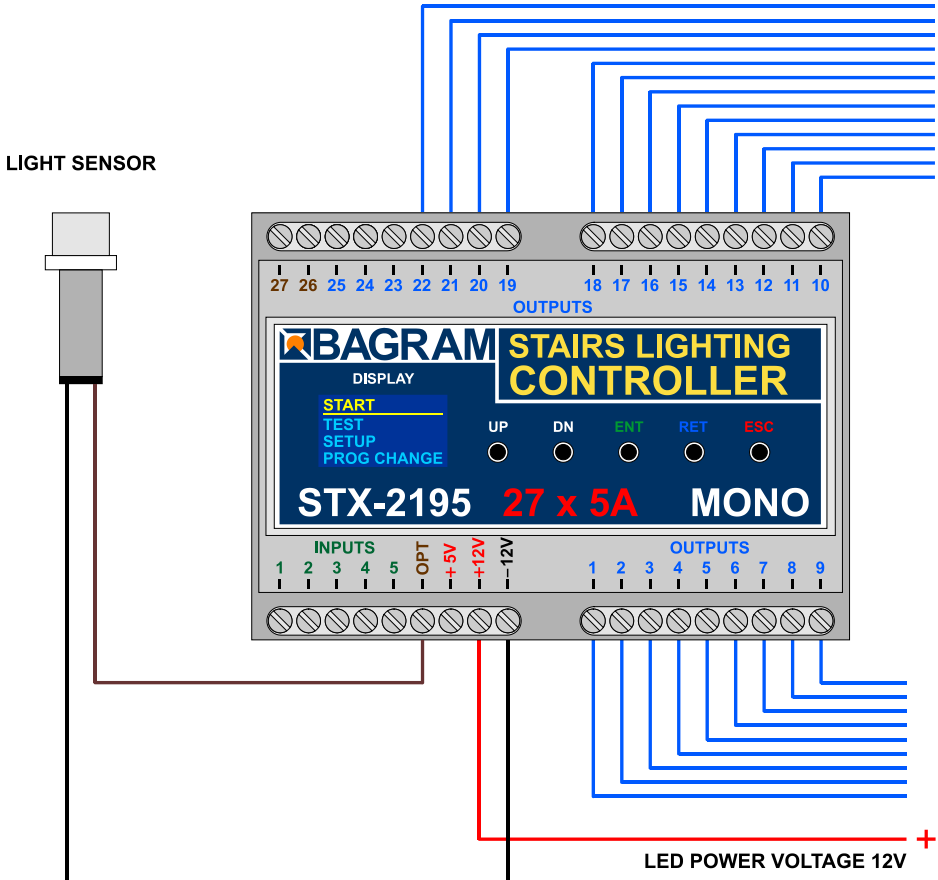 LIGHT SENSOR
27 26 25 24 23 22 21 20 19 18 17 16 15 14 13 12 11 10
OUTPUTS
BAGRAM
STAIRS LIGHTING
CONTROLLER
DISPLAY
START
TEST
SETUP
PROG CHANGE
UP DN ENT RET ESC
STX-2195 27 x 5A MONO
INPUTS
1 2 3 4 5 OPT +5V +12V –12V
OUTPUTS
1 2 3 4 5 6 7 8 9
+
LED POWER VOLTAGE 12V